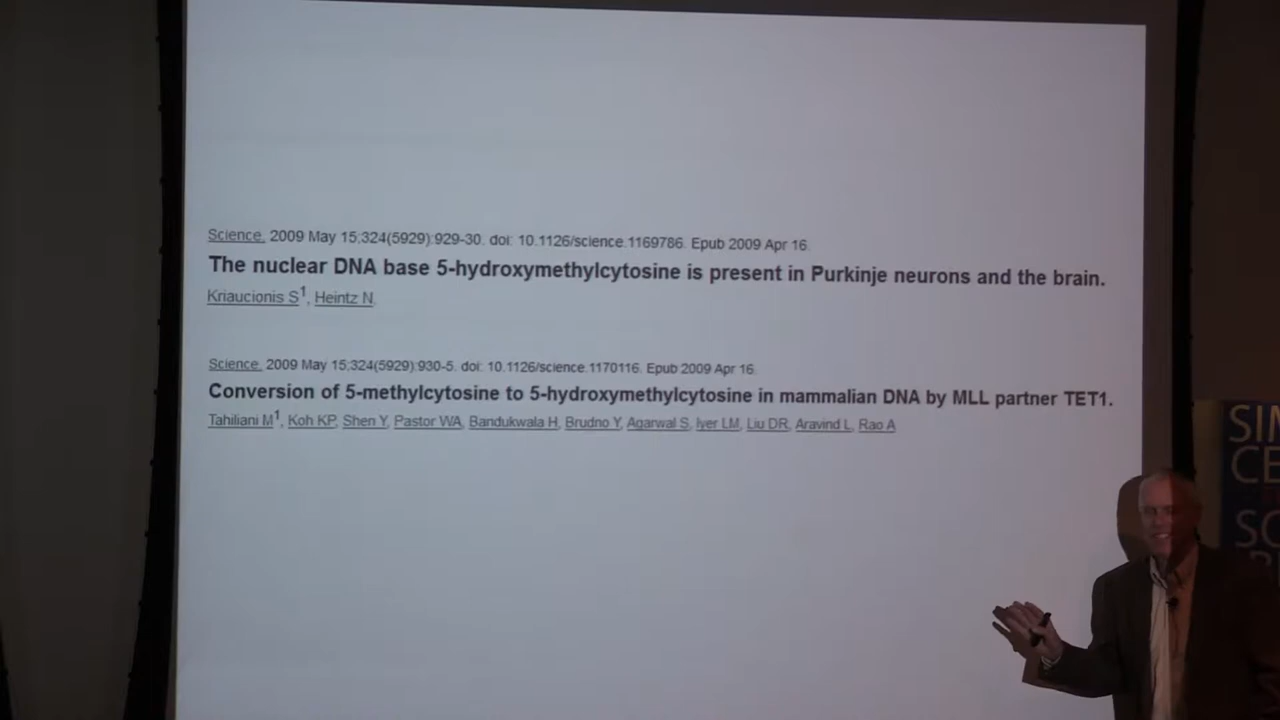 Science. 2009 May 15;324(5929):929-30. doi: 10.1126/science.1169786. Epub 2009 Apr 16.
The nuclear DNA base 5-hydroxymethylcytosine is present in Purkinje neurons and the brain.
Kriaucionis S1, Heintz N.
Science. 2009 May 15;324(5929):930-5. doi: 10.1126/science.1170116. Epub 2009 Apr 16.
Conversion of 5-methylcytosine to 5-hydroxymethylcytosine in mammalian DNA by MLL partner TET1.
Tahiliani M1, Koh KP, Shen Y, Pastor WA, Bandukwala H, Brudno Y, Agarwal S, Iyer LM, Liu DR, Aravind L, Rao A